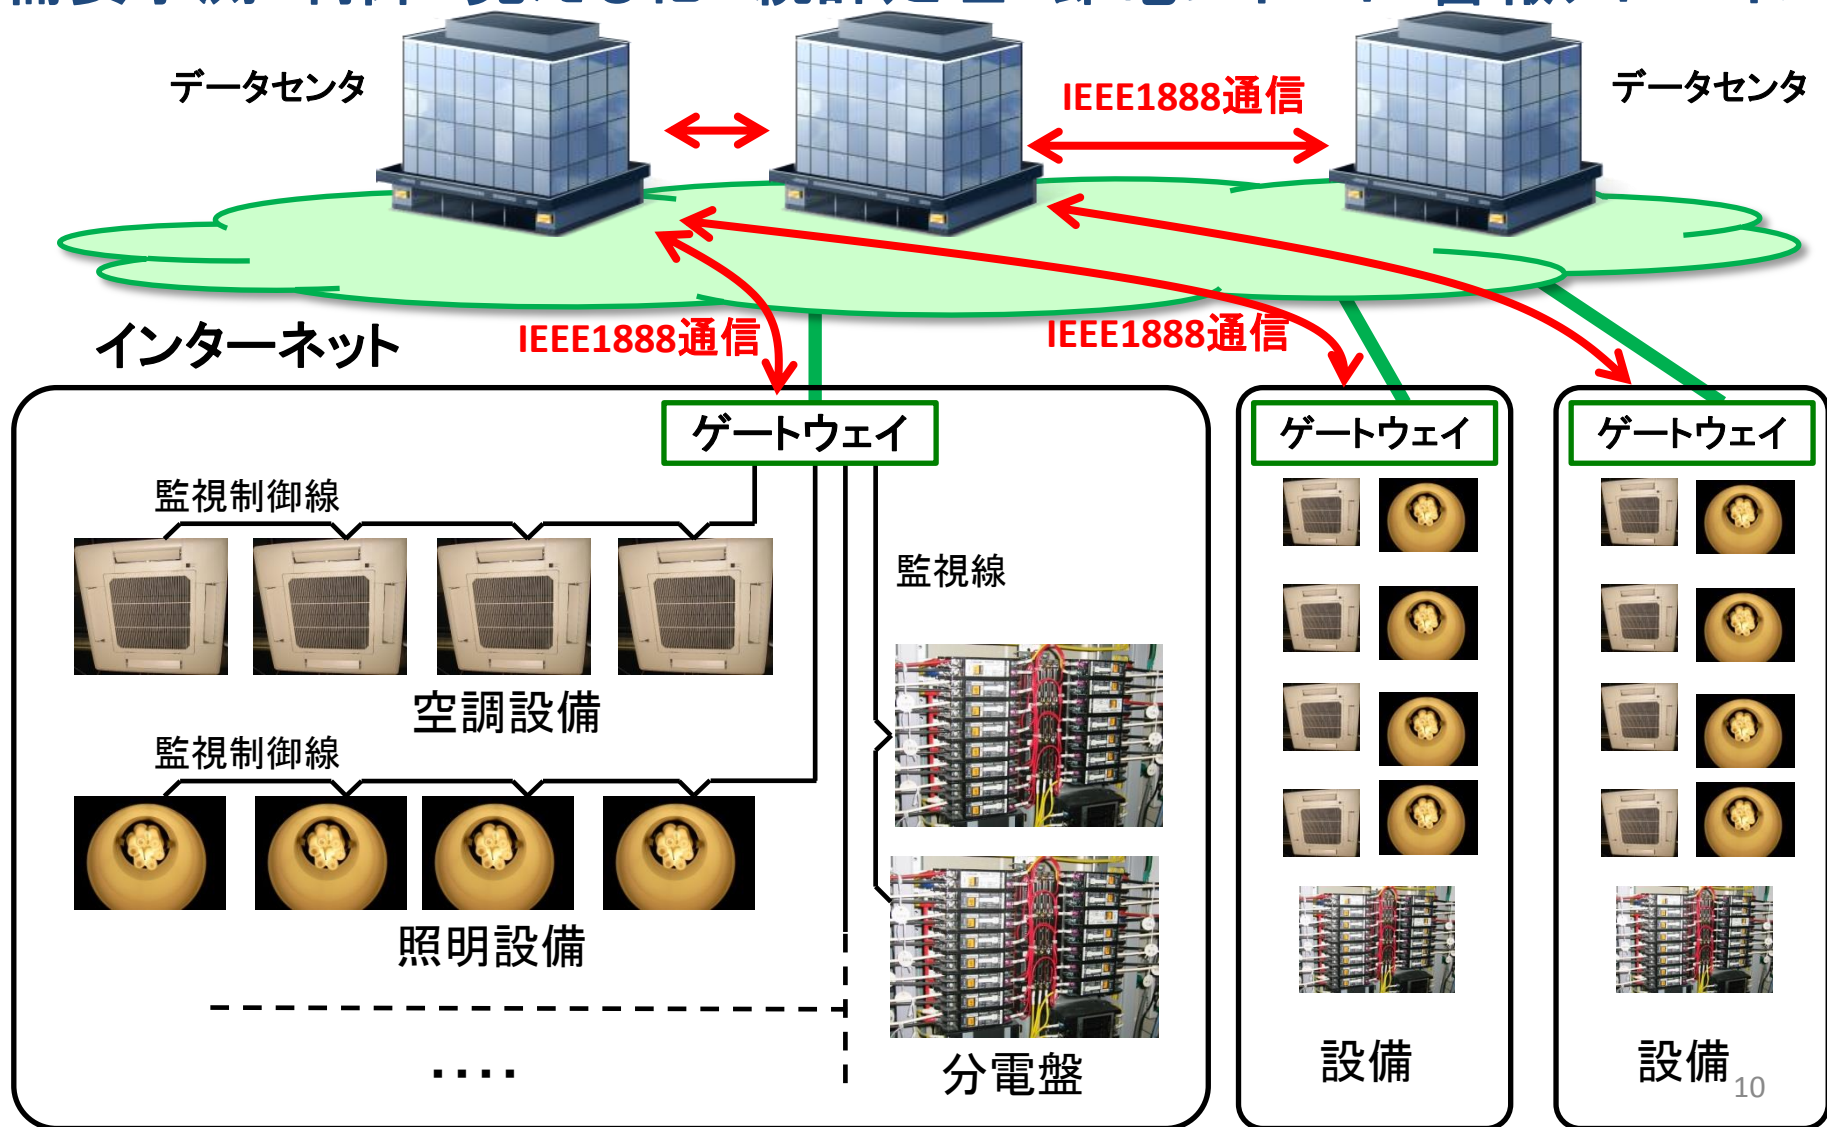 データセンタ
IEEE1888通信
データセンタ
インターネット
IEEE1888通信
IEEE1888通信
ゲートウェイ
ゲートウェイ
ゲートウェイ
監視制御線
監視線
空調設備
監視制御線
照明設備
‥‥
分電盤
設備
設備
10